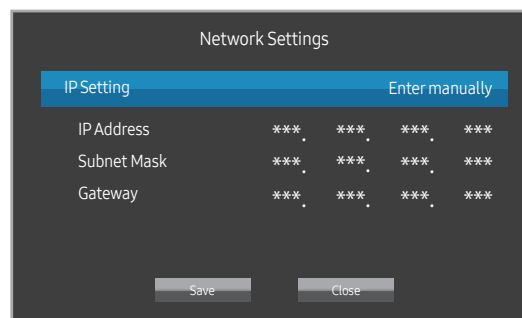 Network Settings
IP Setting Enter manually
IP Address ***. ***. ***. ***
Subnet Mask ***. ***. ***. ***
Gateway ***. ***. ***. ***
Save Close